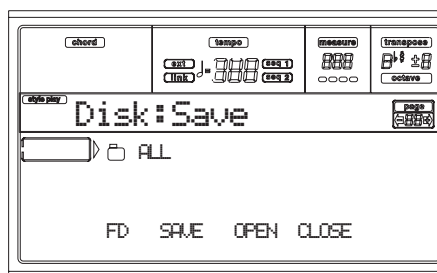 chord tempo measure transpose
ext seq 1
link seq 2
octave
style play
Disk:Save
page
ALL
FD SAVE OPEN CLOSE